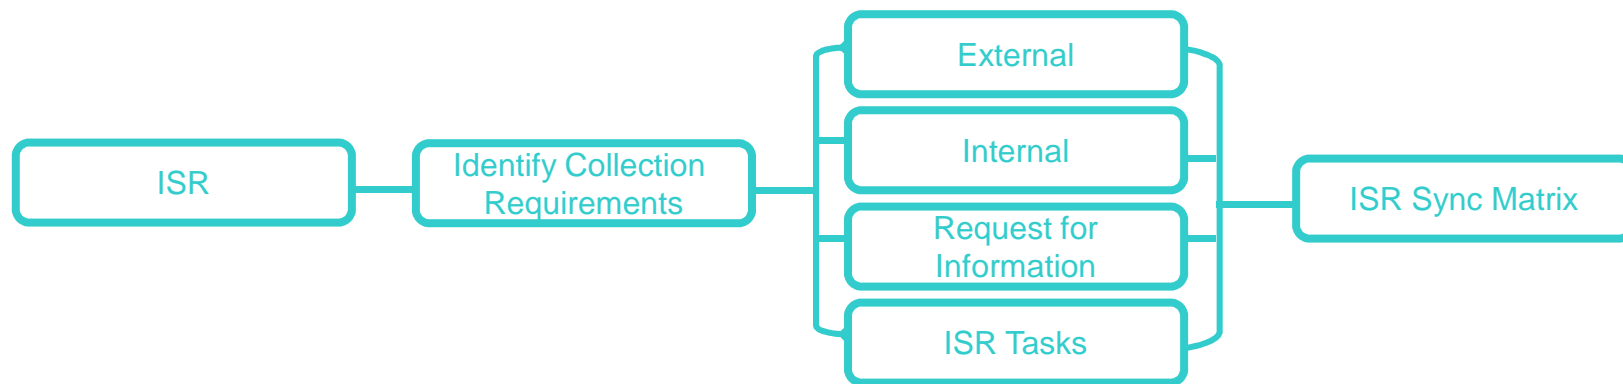 ISR
Identify Collection
Requirements
External
Internal
Request for
Information
ISR Tasks
ISR Sync Matrix